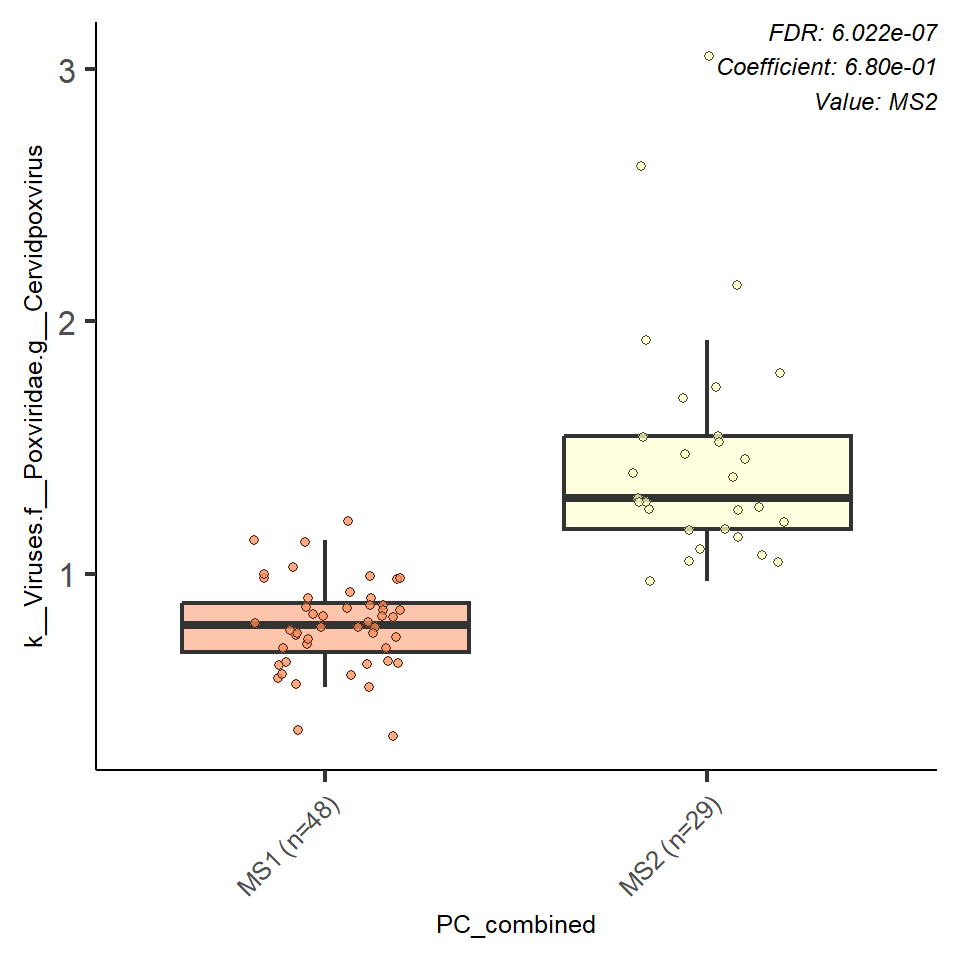 FDR: 6.022e-07
Coefficient: 6.80e-01
Value: MS2
k__Viruses.f__Poxviridae.g__Cervidpoxvirus
3
2
1
MS1 (n=48)
MS2 (n=29)
PC_combined